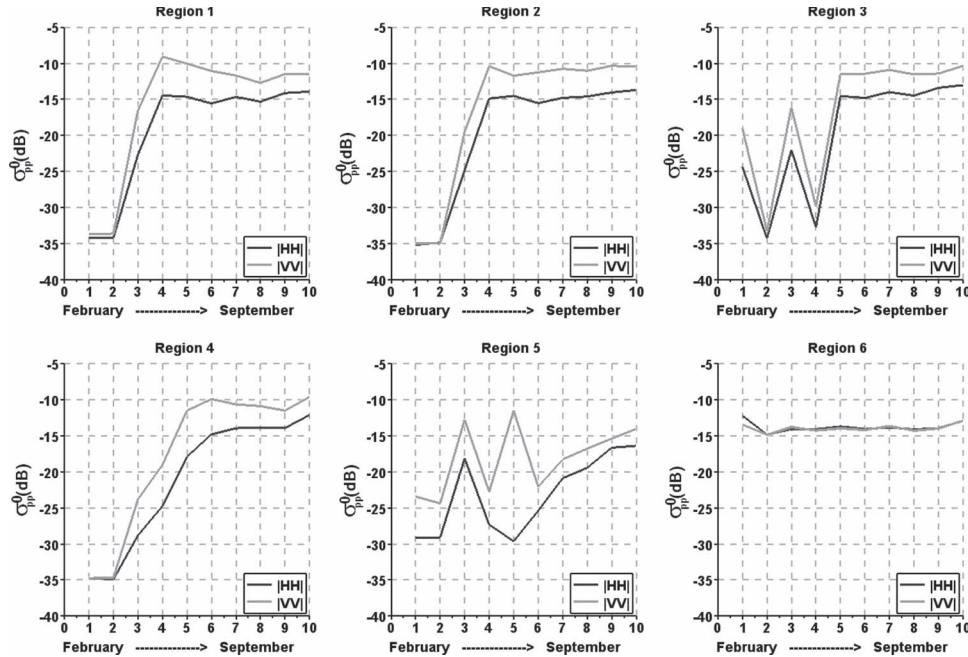 Region 1 Region 2 Region 3
-5 -5 -5
-10 -10 -10
-15 -15 -15
-20 -20 -20
σ⁰pp(dB) σ⁰pp(dB) σ⁰pp(dB)
-25 -25 -25
-30 -30 -30
-35 |HH| -35 |HH| -35 |HH|
|VV| |VV| |VV|
-40 -40 -40
0 1 2 3 4 5 6 7 8 9 10 0 1 2 3 4 5 6 7 8 9 10 0 1 2 3 4 5 6 7 8 9 10
February -------------> September February -------------> September February -------------> September
Region 4 Region 5 Region 6
-5 -5 -5
-10 -10 -10
-15 -15 -15
-20 -20 -20
σ⁰pp(dB) σ⁰pp(dB) σ⁰pp(dB)
-25 -25 -25
-30 -30 -30
-35 |HH| -35 |HH| -35 |HH|
|VV| |VV| |VV|
-40 -40 -40
0 1 2 3 4 5 6 7 8 9 10 0 1 2 3 4 5 6 7 8 9 10 0 1 2 3 4 5 6 7 8 9 10
February -------------> September February -------------> September February -------------> September